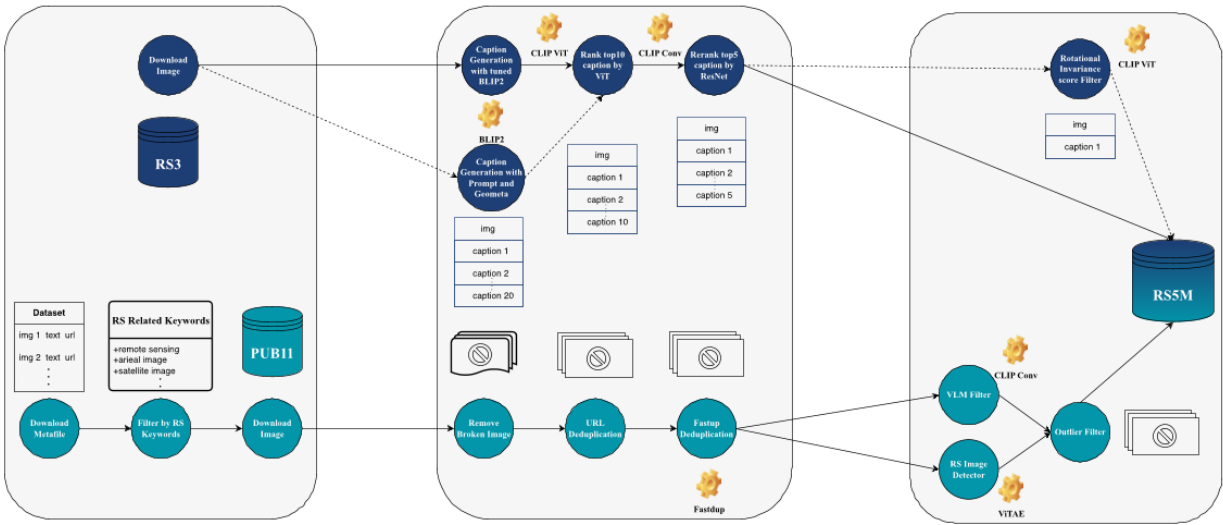 Download
Image
RS3
Dataset
img 1 text url
img 2 text url
RS Related Keywords
+remote sensing
+arieal image
+satellite image
PUB11
Download
Metafile
Filter by RS
Keywords
Download
Image
Caption
Generation
with tuned
BLIP2
CLIP ViT
Rank top10
caption by
ViT
CLIP Conv
Rerank top5
caption by
ResNet
BLIP2
Caption
Generation with
Prompt and
Geometa
img
caption 1
caption 2
caption 20
img
caption 1
caption 2
caption 10
img
caption 1
caption 2
caption 5
Remove
Broken Image
URL
Deduplication
Fastup
Deduplication
Fastdup
Rotational
Invariance
score Filter
CLIP ViT
img
caption 1
RS5M
CLIP Conv
VLM Filter
RS Image
Detector
ViTAE
Outlier Filter